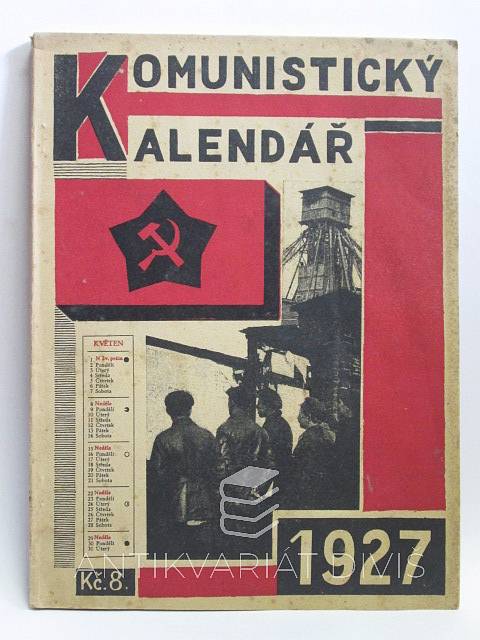 KOMUNISTICKÝ
KALENDÁŘ
KVĚTEN
1 N Sv. práce
2 Pondělí
3 Úterý
4 Středa
5 Čtvrtek
6 Pátek
7 Sobota
8 Neděle
9 Pondělí
10 Úterý
11 Středa
12 Čtvrtek
13 Pátek
14 Sobota
15 Neděle
16 Pondělí
17 Úterý
18 Středa
19 Čtvrtek
20 Pátek
21 Sobota
22 Neděle
23 Pondělí
24 Úterý
25 Středa
26 Čtvrtek
27 Pátek
28 Sobota
29 Neděle
30 Pondělí
31 Úterý
1927
ANTIKVARIÁT DIVIŠ
Kč. 8.